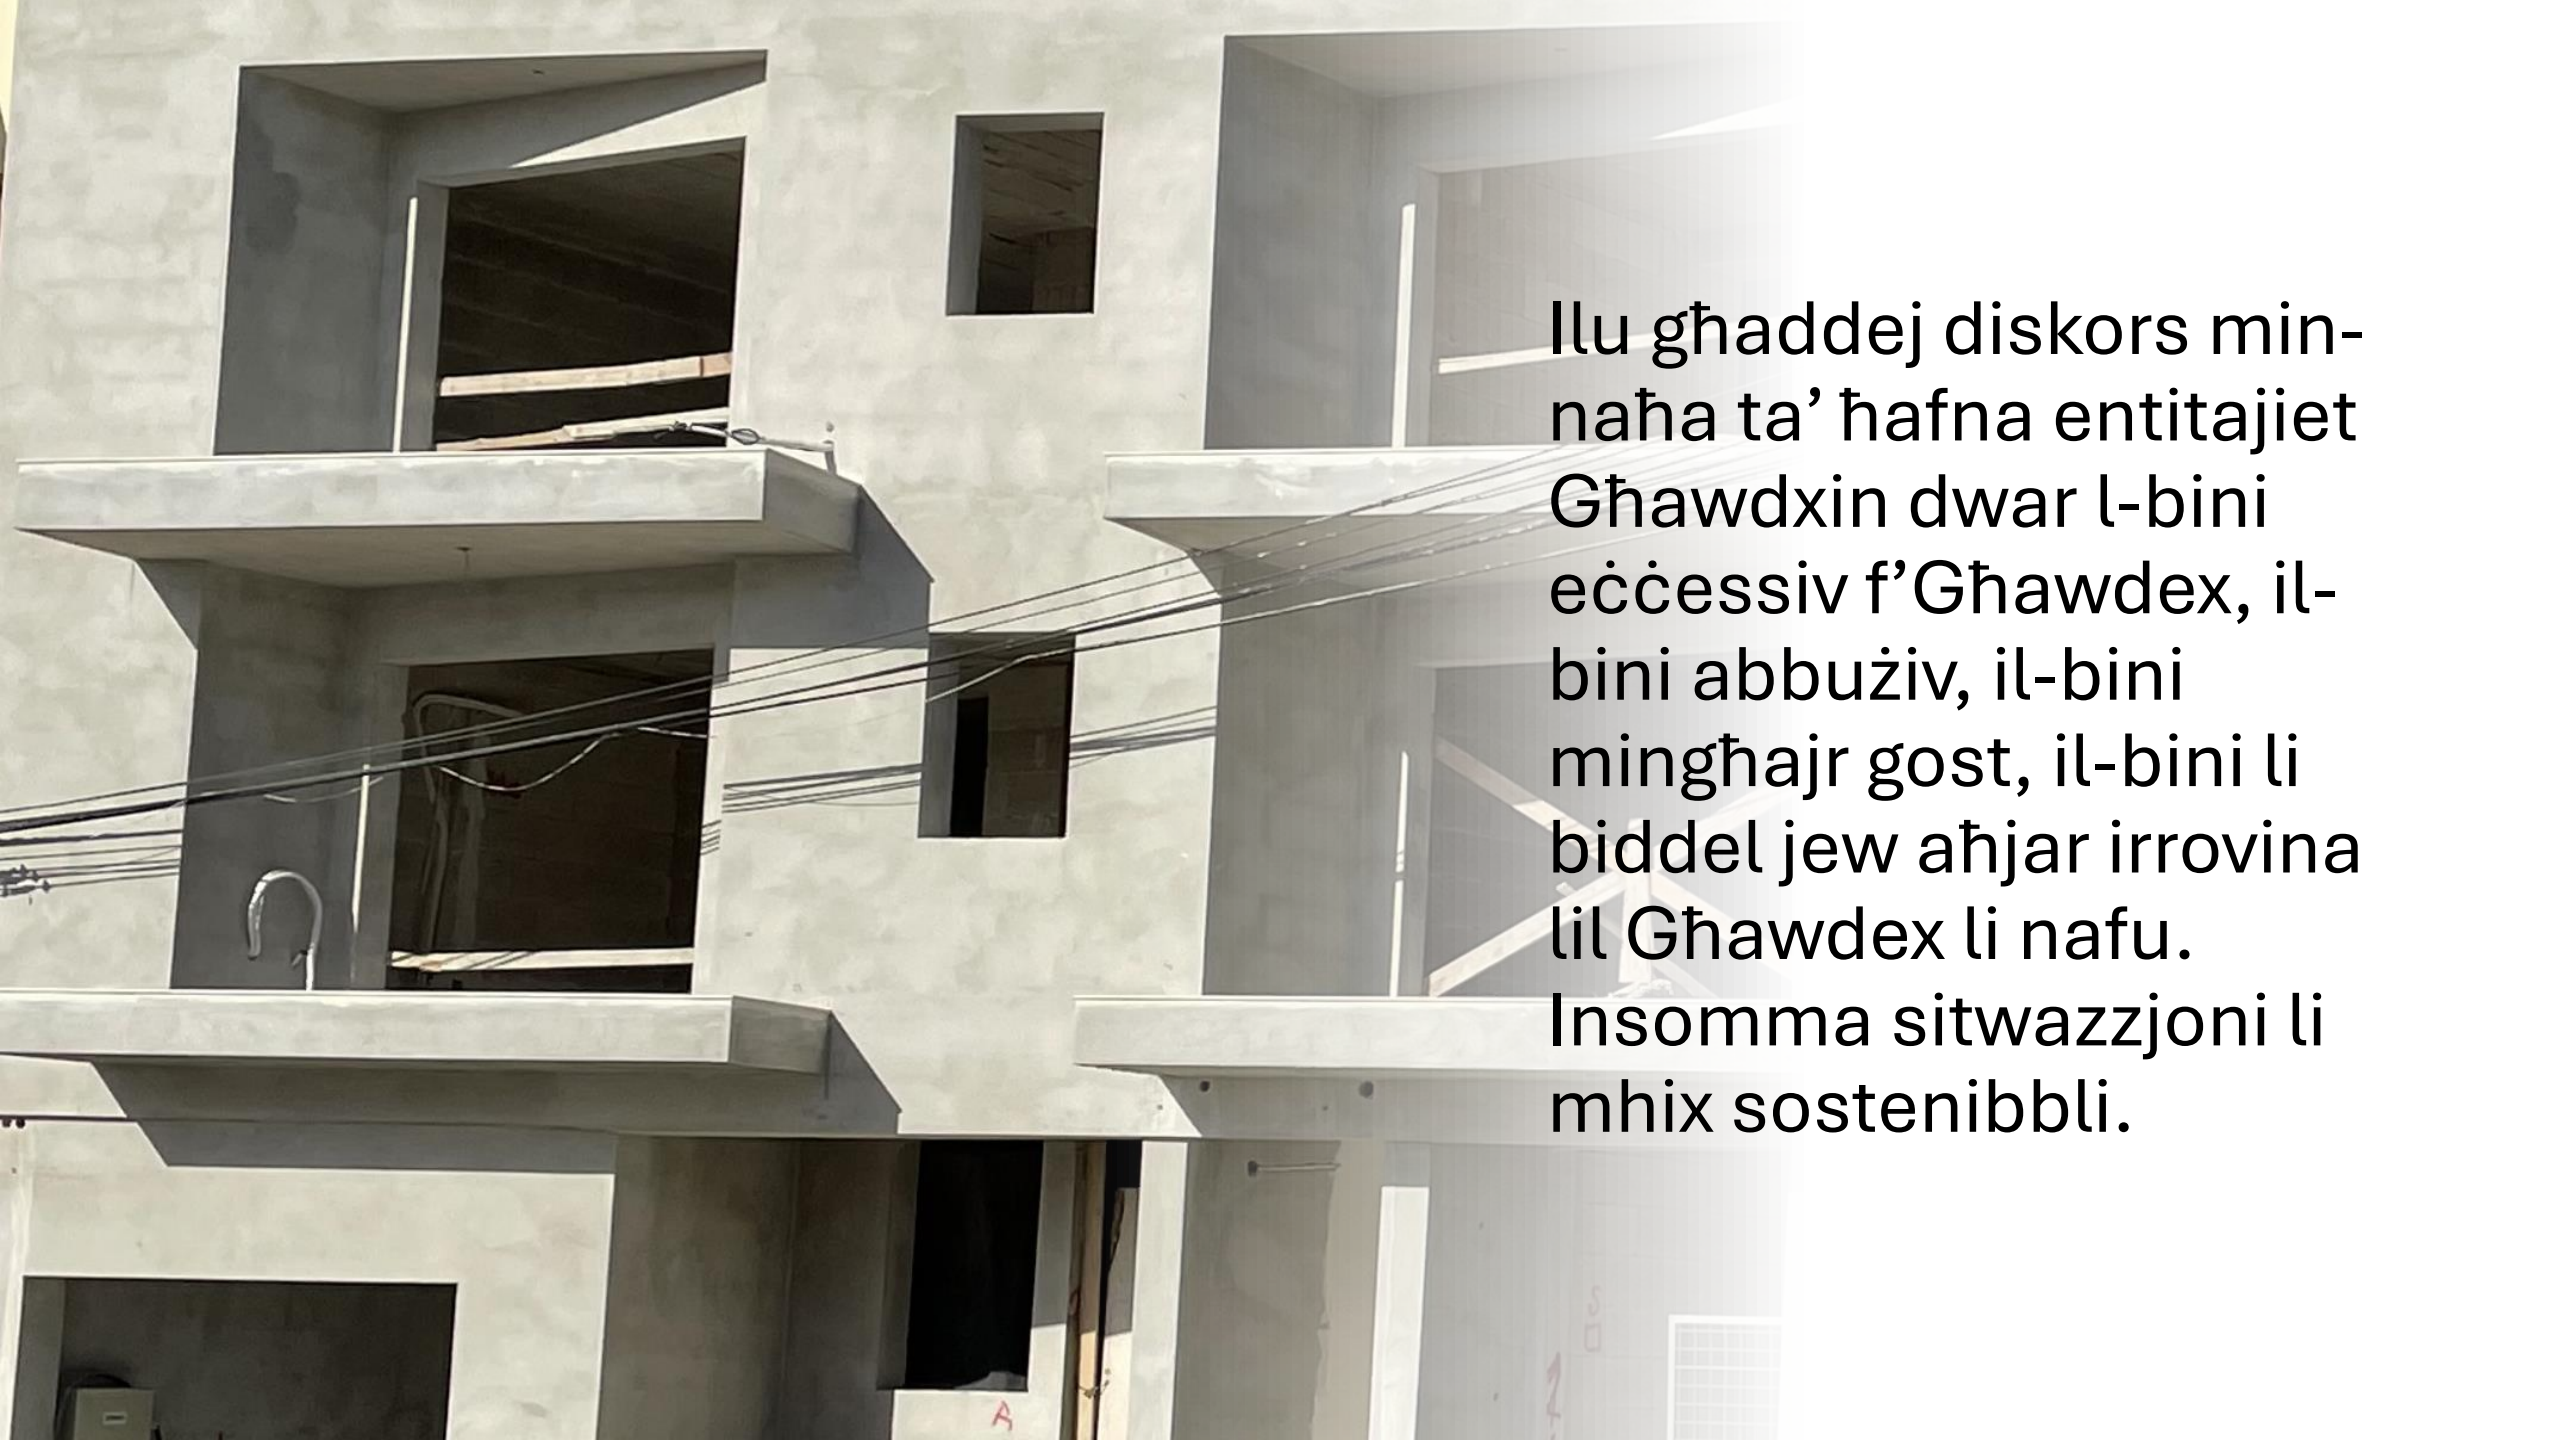 Ilu għaddej diskors min-
naħa ta’ ħafna entitajiet
Għawdxin dwar l-bini
eċċessiv f’Għawdex, il-
bini abbużiv, il-bini
mingħajr gost, il-bini li
biddel jew aħjar irrovina
lil Għawdex li nafu.
Insomma sitwazzjoni li
mhix sostenibbli.
A